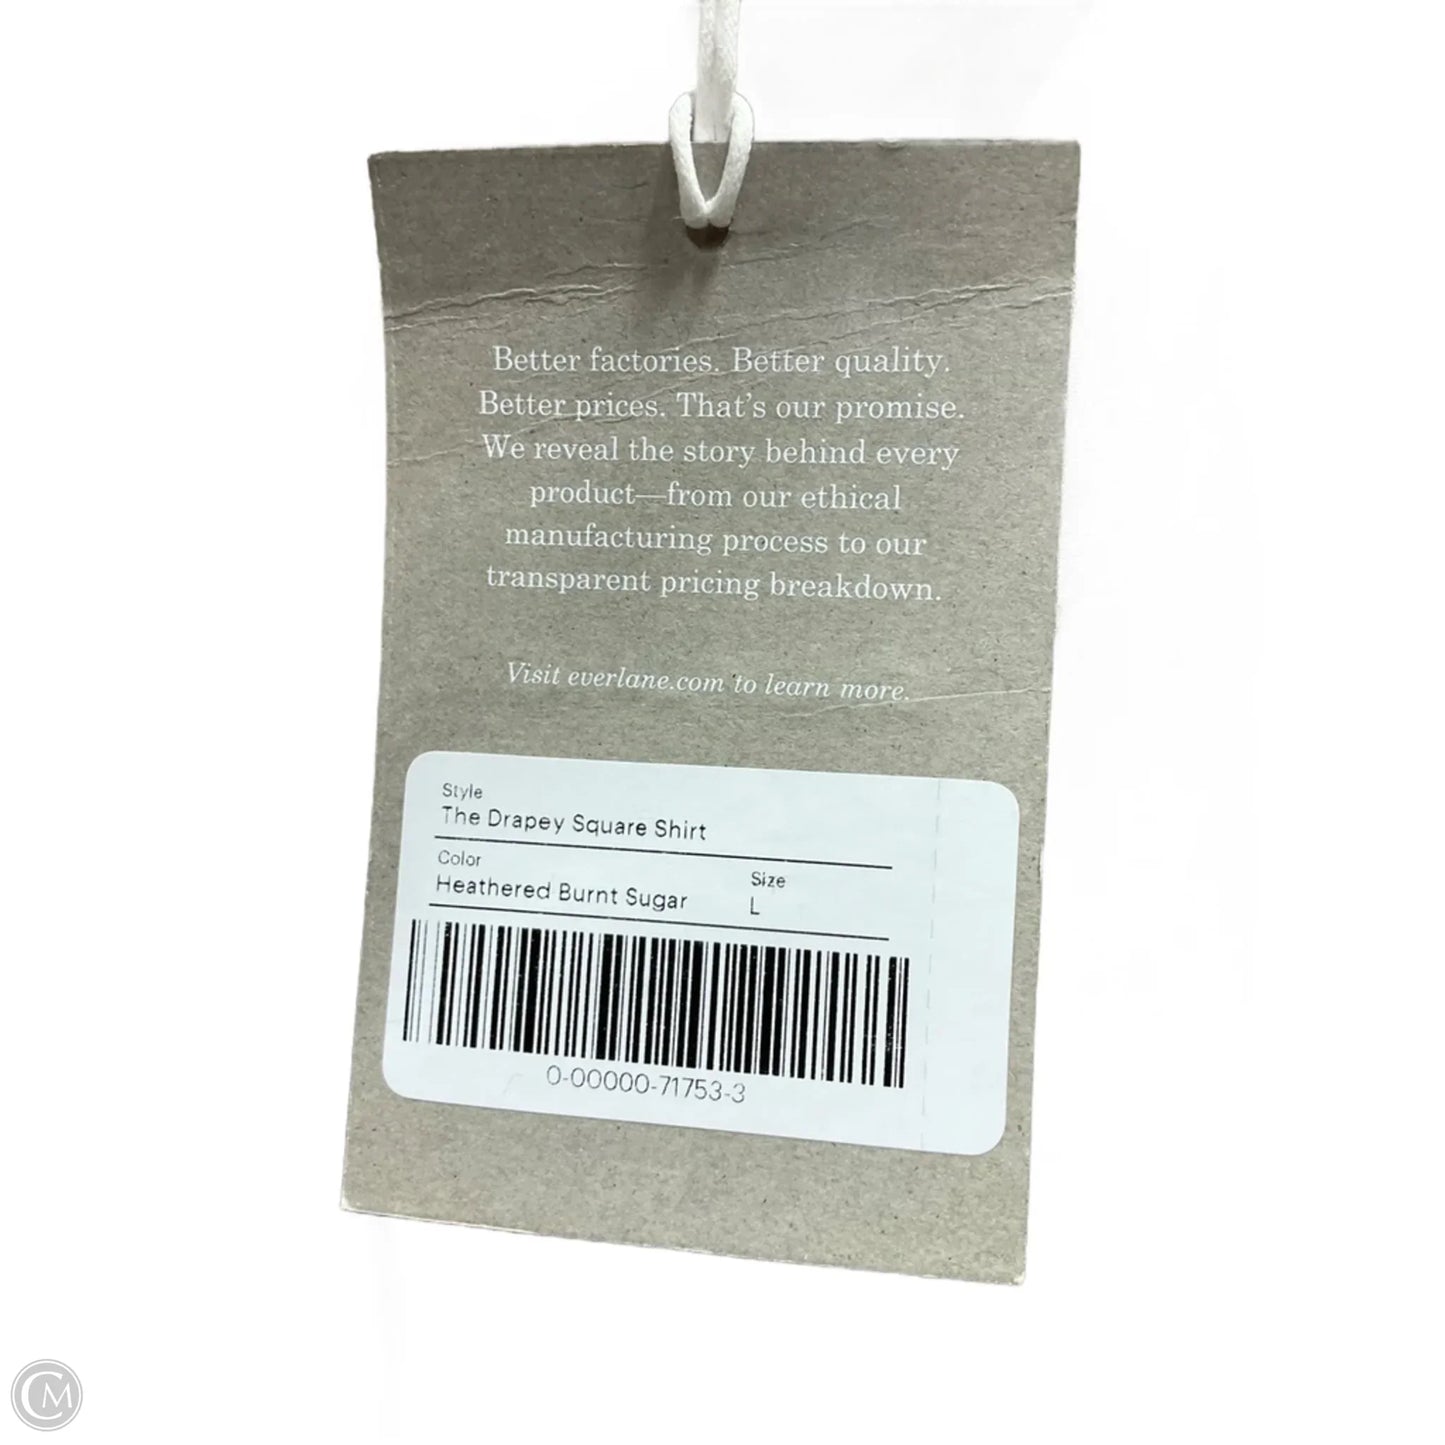 Better factories. Better quality.
Better prices. That's our promise.
We reveal the story behind every
product—from our ethical
manufacturing process to our
transparent pricing breakdown.
Visit everlane.com to learn more.
Style
The Drapey Square Shirt
Color
Heathered Burnt Sugar
Size
L
0-00000-71753-3
CM